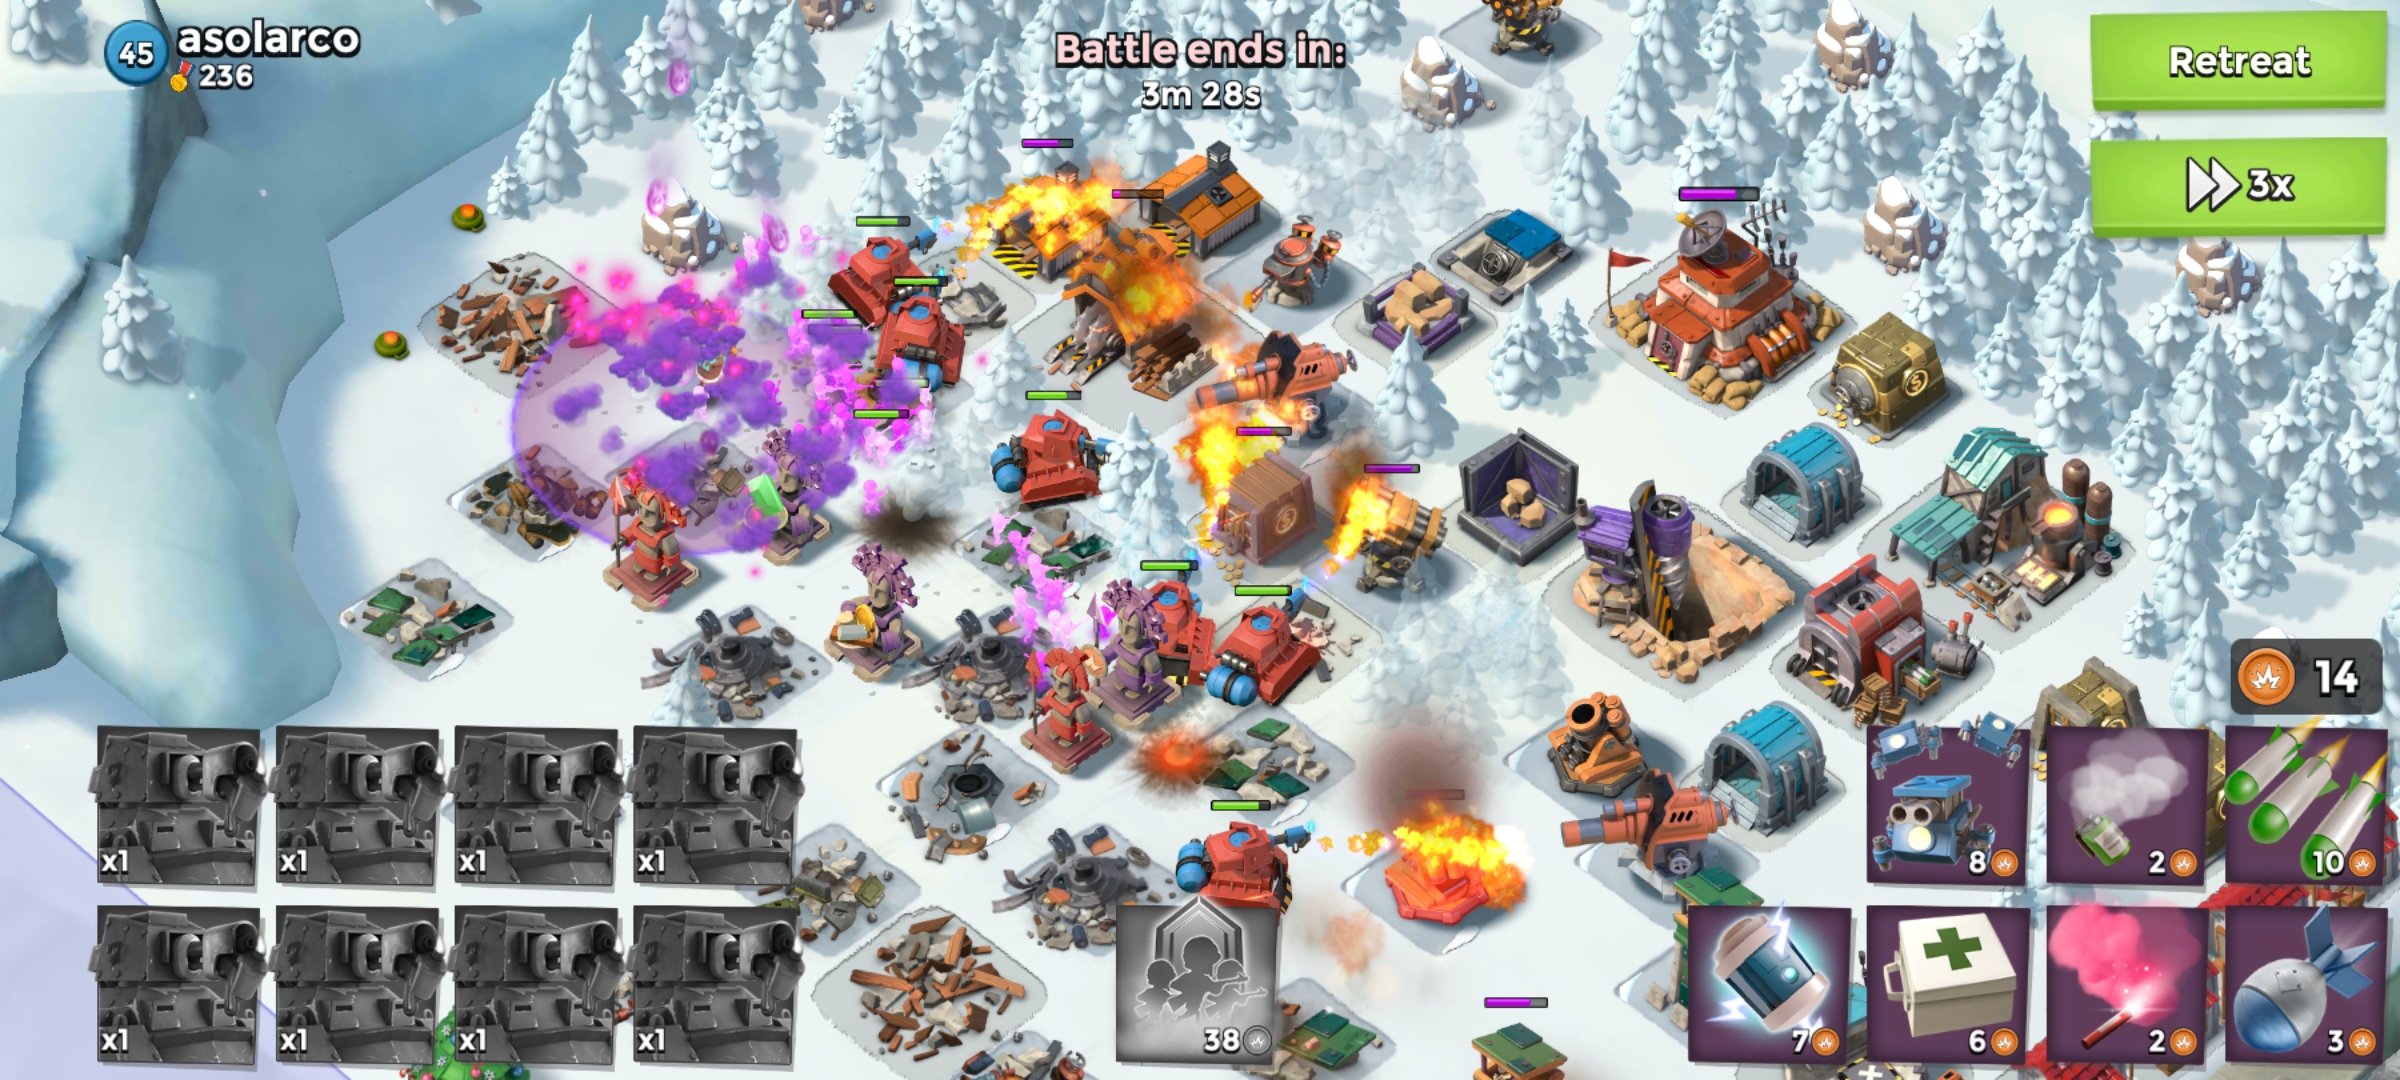 45
asolarco
236
Battle ends in:
3m 28s
Retreat
3x
14
x1
x1
x1
x1
8
2
10
x1
x1
x1
x1
38
7
6
2
3